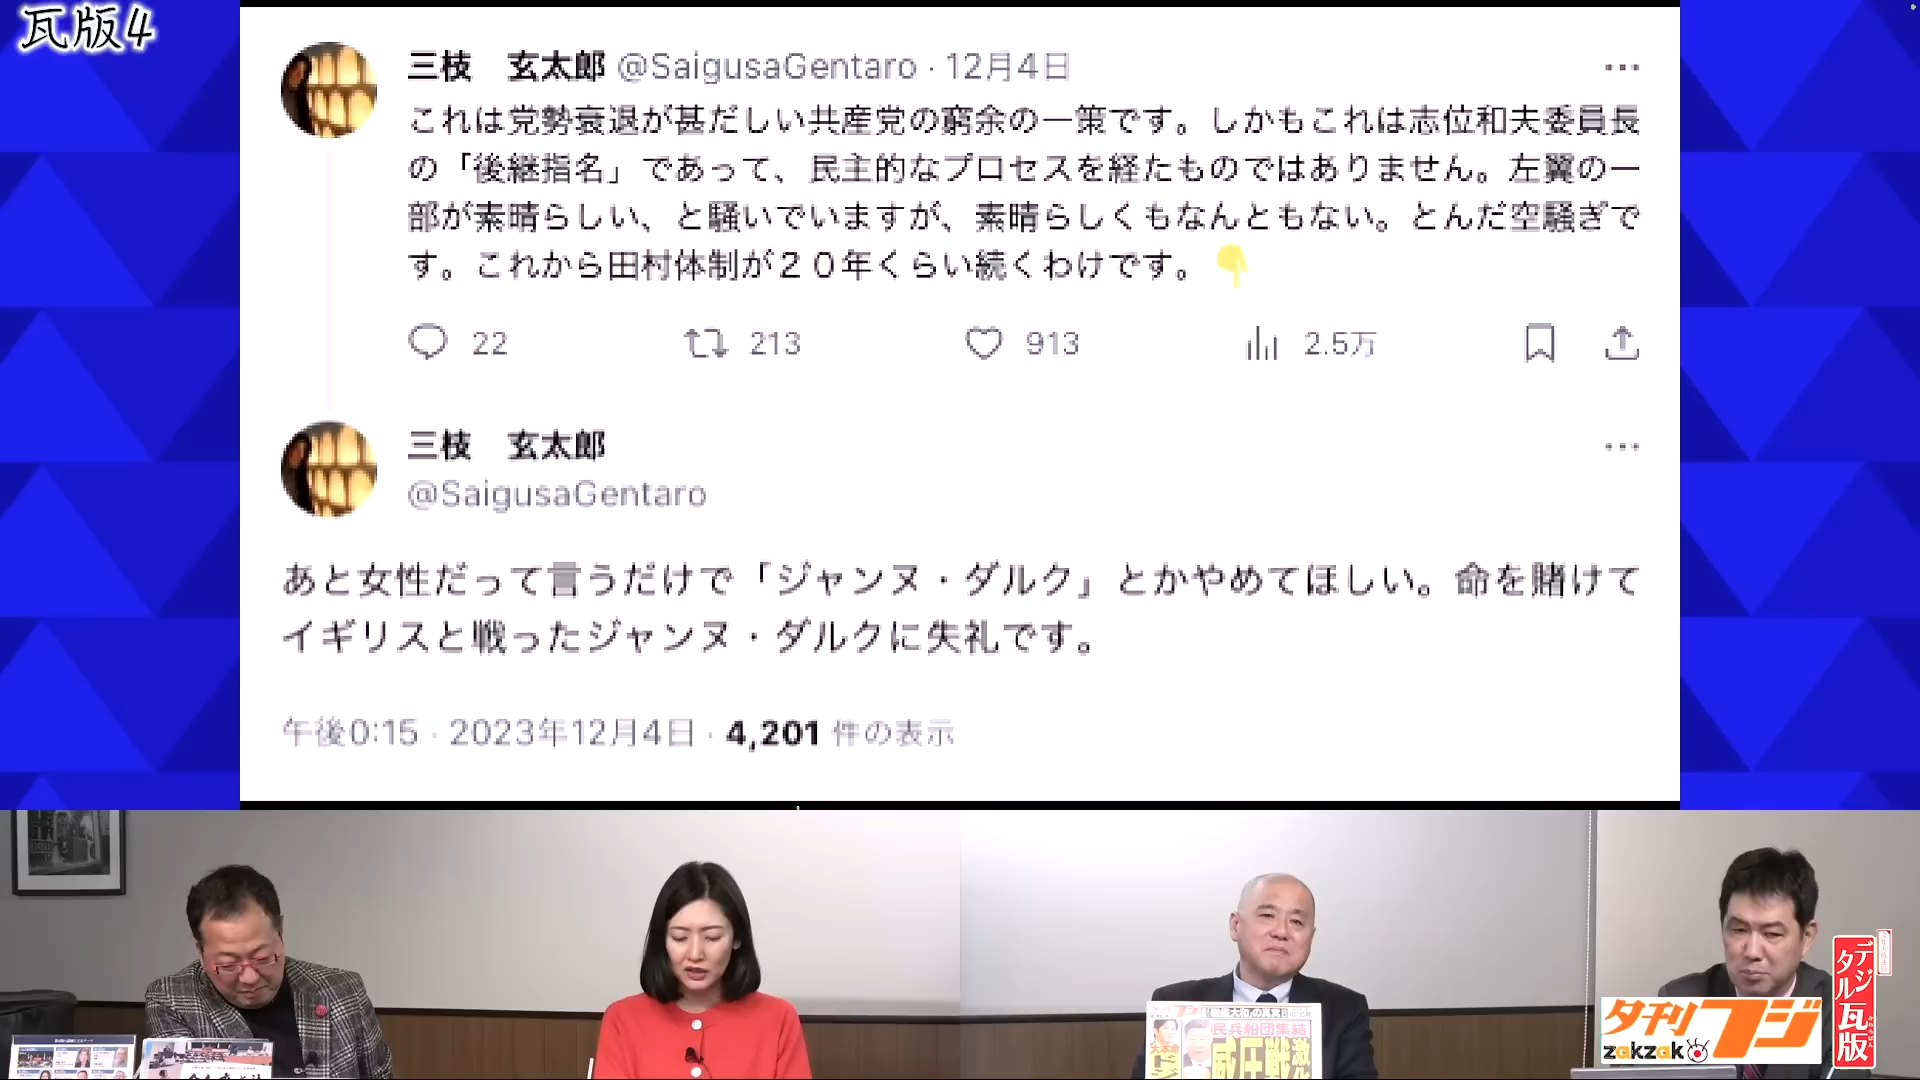 瓦版4
三枝　玄太郎 @SaigusaGentaro · 12月4日
これは党勢衰退が甚だしい共産党の窮余の一策です。しかもこれは志位和夫委員長
の「後継指名」であって、民主的なプロセスを経たものではありません。左翼の一
部が素晴らしい、と騒いでいますが、素晴らしくもなんともない。とんだ空騒ぎで
す。これから田村体制が２０年くらい続くわけです。👇
22 213 913 2.5万
三枝　玄太郎
@SaigusaGentaro
あと女性だって言うだけで「ジャンヌ・ダルク」とかやめてほしい。命を賭けて
イギリスと戦ったジャンヌ・ダルクに失礼です。
午後0:15 · 2023年12月4日 · 4,201 件の表示
民兵船団集結
威圧戦
夕刊フジ
zakzak
デジタル瓦版